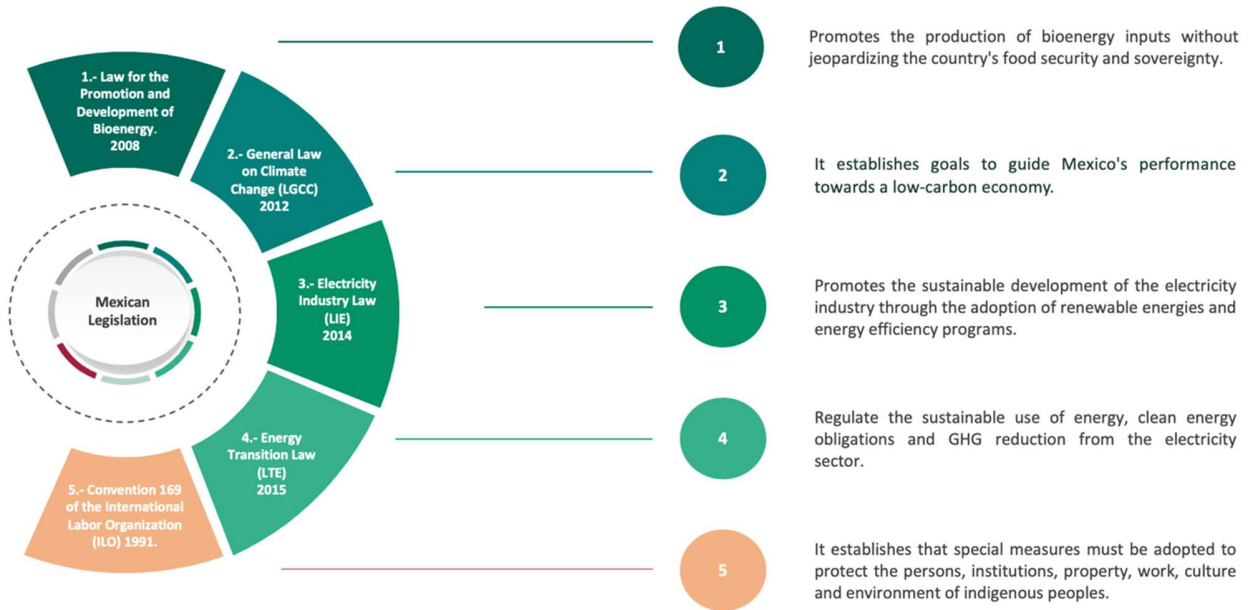 1.- Law for the
Promotion and
Development of
Bioenergy.
2008
2.- General Law
on Climate
Change (LGCC)
2012
3.- Electricity
Industry Law
(LIE)
2014
4.- Energy
Transition Law
(LTE)
2015
5.- Convention 169
of the International
Labor Organization
(ILO) 1991.
Mexican
Legislation
1
Promotes the production of bioenergy inputs without
jeopardizing the country's food security and sovereignty.
2
It establishes goals to guide Mexico's performance
towards a low-carbon economy.
3
Promotes the sustainable development of the electricity
industry through the adoption of renewable energies and
energy efficiency programs.
4
Regulate the sustainable use of energy, clean energy
obligations and GHG reduction from the electricity
sector.
5
It establishes that special measures must be adopted to
protect the persons, institutions, property, work, culture
and environment of indigenous peoples.